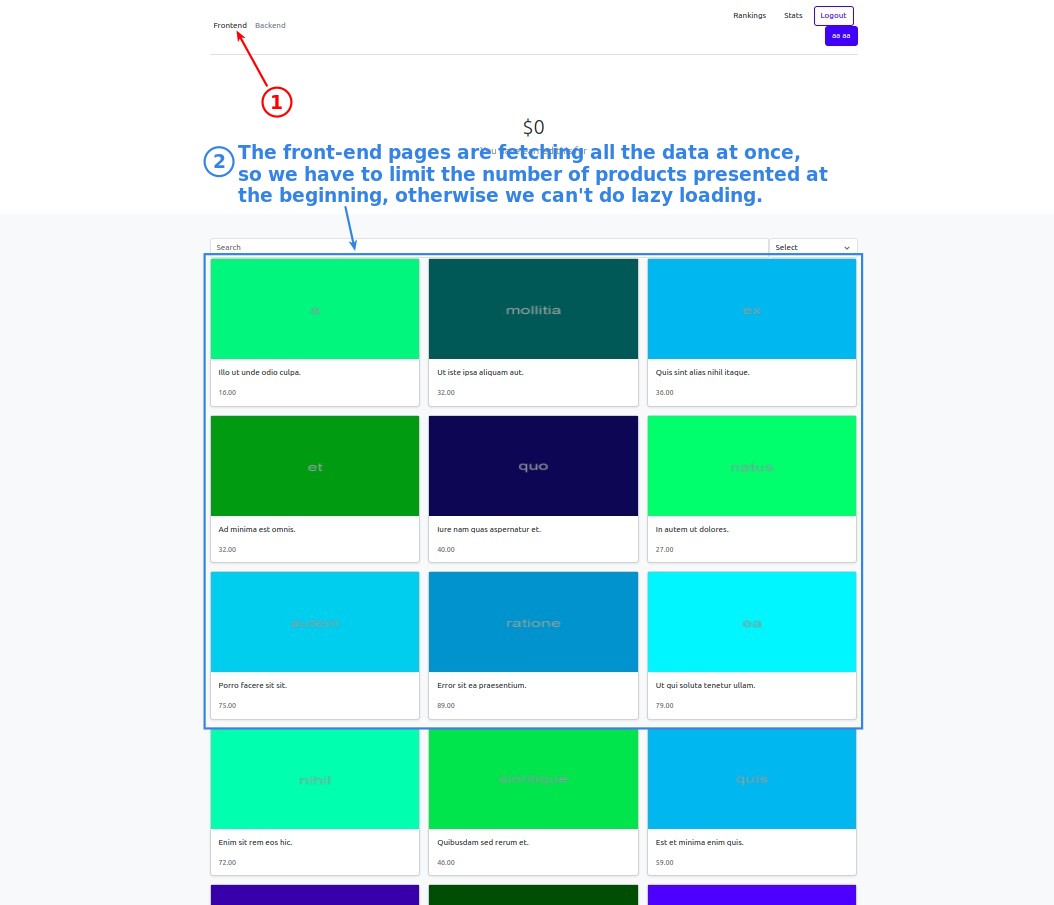 Frontend Backend
Rankings Stats Logout
aa aa
1
$0
2
The front-end pages are fetching all the data at once,
so we have to limit the number of products presented at
the beginning, otherwise we can't do lazy loading.
Search
Select
a
mollitia
ex
Illo ut unde odio culpa.
Ut iste ipsa aliquam aut.
Quis sint alias nihil itaque.
16.00
32.00
36.00
et
quo
natus
Ad minima est omnis.
Iure nam quas aspernatur et.
In autem ut dolores.
32.00
40.00
27.00
ratione
ea
Porro facere sit sit.
Error sit ea praesentium.
Ut qui soluta tenetur ullam.
75.00
89.00
79.00
nihil
quis
Enim sit rem eos hic.
Quibusdam sed rerum et.
Est et minima enim quis.
72.00
46.00
59.00